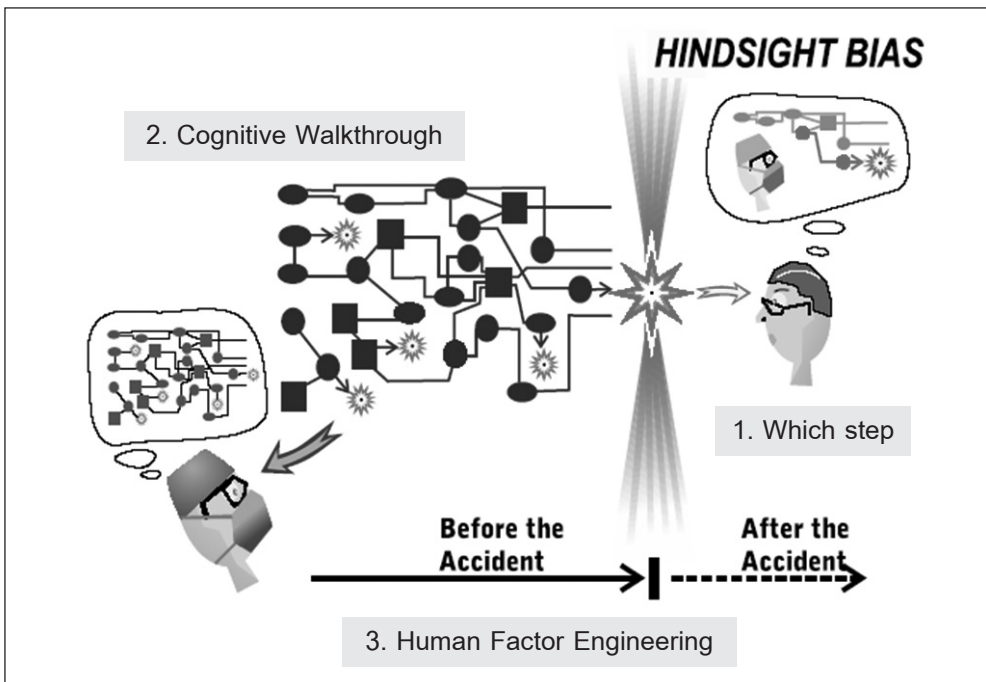 HINDSIGHT BIAS
2. Cognitive Walkthrough
1. Which step
Before the
Accident
After the
Accident
3. Human Factor Engineering